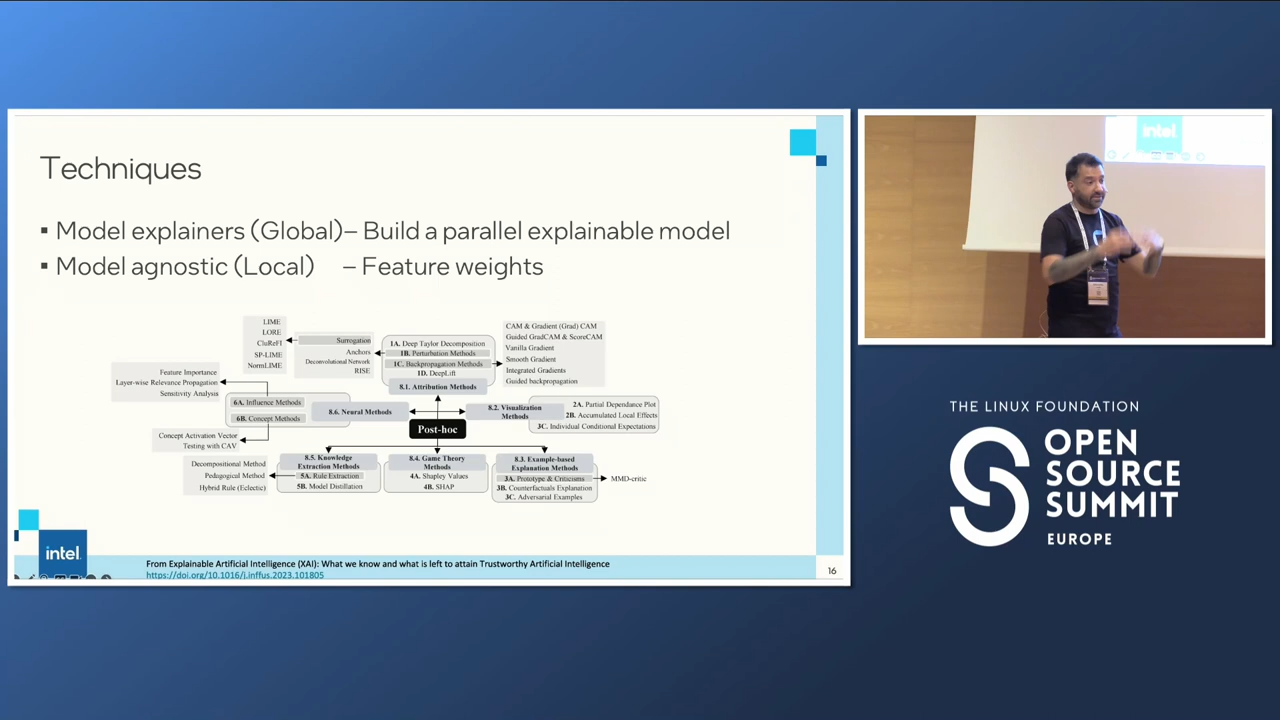 Techniques
▪ Model explainers (Global)– Build a parallel explainable model
▪ Model agnostic (Local) – Feature weights
LIME
LORE
CluReFI
SP-LIME
NormLIME
Surrogation
Anchors
Deconvolutional Network
RISE
1A. Deep Taylor Decomposition
1B. Perturbation Methods
1C. Backpropagation Methods
1D. DeepLift
8.1. Attribution Methods
CAM & Gradient (Grad) CAM
Guided GradCAM & ScoreCAM
Vanilla Gradient
Smooth Gradient
Integrated Gradients
Guided backpropagation
Feature Importance
Layer-wise Relevance Propagation
Sensitivity Analysis
6A. Influence Methods
6B. Concept Methods
8.6. Neural Methods
8.2. Visualization
Methods
2A. Partial Dependance Plot
2B. Accumulated Local Effects
3C. Individual Conditional Expectations
Post-hoc
Concept Activation Vector
Testing with CAV
Decompositional Method
Pedagogical Method
Hybrid Rule (Eclectic)
8.5. Knowledge
Extraction Methods
5A. Rule Extraction
5B. Model Distillation
8.4. Game Theory
Methods
4A. Shapley Values
4B. SHAP
8.3. Example-based
Explanation Methods
3A. Prototype & Criticisms
3B. Counterfactuals Explanation
3C. Adversarial Examples
MMD-critic
intel.
From Explainable Artificial Intelligence (XAI): What we know and what is left to attain Trustworthy Artificial Intelligence
https://doi.org/10.1016/j.inffus.2023.101805
16
intel
THE LINUX FOUNDATION
OPEN
SOURCE
SUMMIT
EUROPE